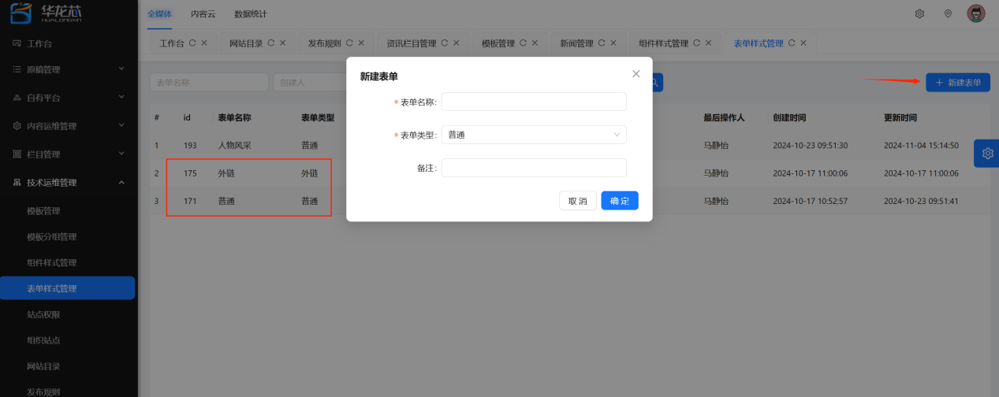 华龙芯
HUALONGXIN
全媒体 内容云 数据统计
工作台 网站目录 发布规则 资讯栏目管理 模板管理 新闻管理 组件样式管理 表单样式管理
工作台
原稿管理
自有平台
内容运维管理
栏目管理
技术运维管理
模板管理
模板分组管理
组件样式管理
表单样式管理
站点权限
组织站点
网站目录
发布规则
表单名称 创建人 + 新建表单
# id 表单名称 表单类型 最后操作人 创建时间 更新时间
1 193 人物风采 普通 马静怡 2024-10-23 09:51:30 2024-11-04 15:14:50
2 175 外链 外链 马静怡 2024-10-17 11:00:06 2024-10-17 11:00:06
3 171 普通 普通 马静怡 2024-10-17 10:52:57 2024-10-23 09:51:41
新建表单
* 表单名称:
* 表单类型: 普通
备注:
取 消 确 定